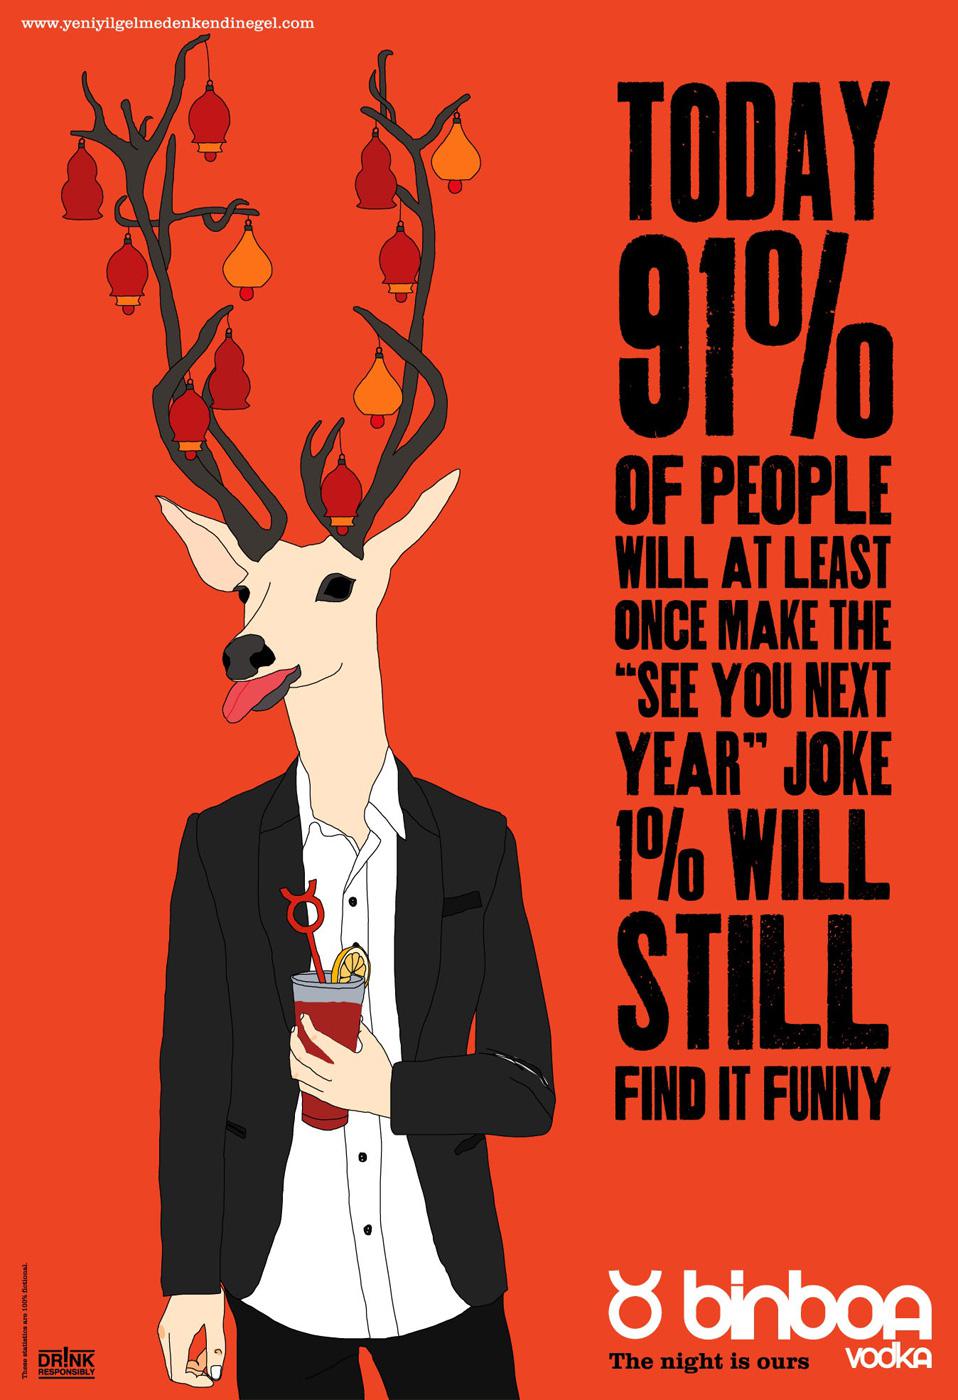 www.yeniyilgelmedenkendinegel.com
TODAY
91%
OF PEOPLE
WILL AT LEAST
ONCE MAKE THE
“SEE YOU NEXT
YEAR” JOKE
1% WILL
STILL
FIND IT FUNNY
binboa
vodka
The night is ours
These statistics are 100% fictional.
DR!NK
RESPONSIBLY